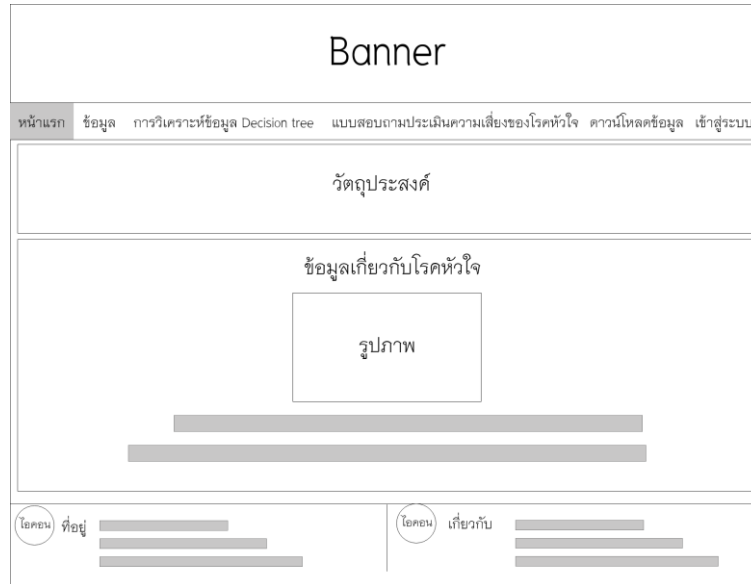 Banner
หน้าแรก ข้อมูล การวิเคราะห์ข้อมูล Decision tree แบบสอบถามประเมินความเสี่ยงของโรคหัวใจ ดาวน์โหลดข้อมูล เข้าสู่ระบบ
วัตถุประสงค์
ข้อมูลเกี่ยวกับโรคหัวใจ
รูปภาพ
ไอคอน ที่อยู่
ไอคอน เกี่ยวกับ